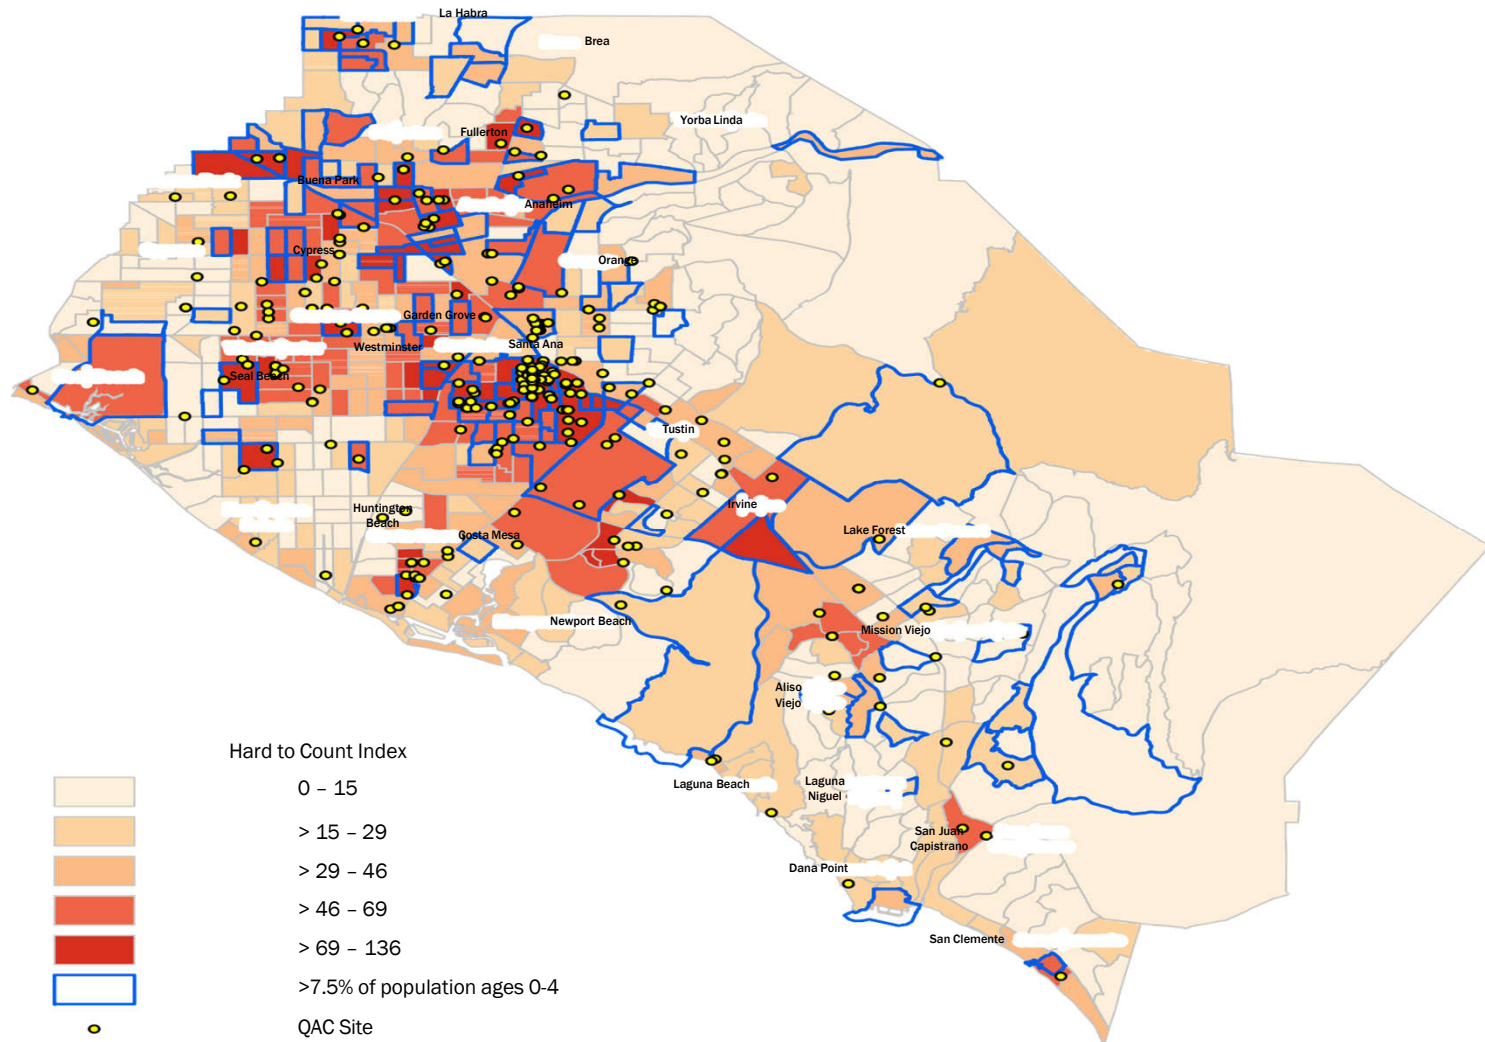 La Habra
Brea
Yorba Linda
Fullerton
Buena Park
Anaheim
Cypress
Orange
Garden Grove
Westminster
Santa Ana
Seal Beach
Tustin
Irvine
Huntington
Beach
Costa Mesa
Lake Forest
Newport Beach
Mission Viejo
Aliso
Viejo
Hard to Count Index
Laguna Beach
Laguna
Niguel
San Juan
Capistrano
Dana Point
San Clemente
0 – 15
> 15 – 29
> 29 – 46
> 46 – 69
> 69 – 136
>7.5% of population ages 0-4
QAC Site